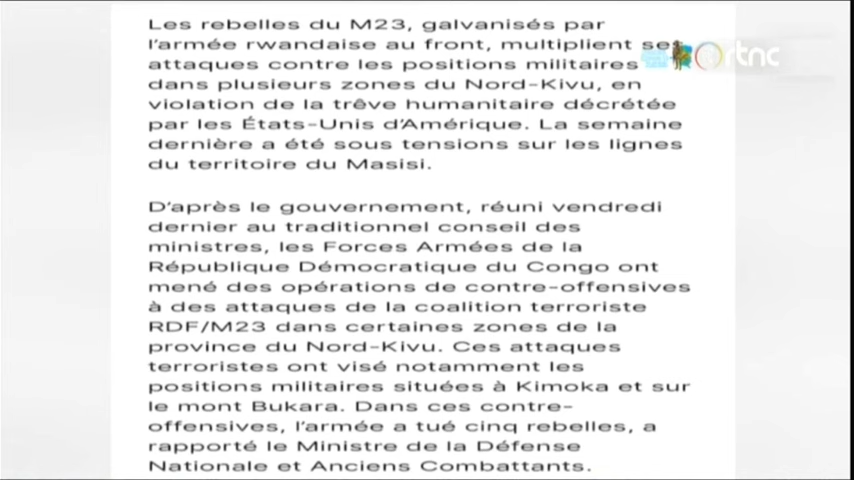 Les rebelles du M23, galvanisés par
l'armée rwandaise au front, multiplient ses
attaques contre les positions militaires
dans plusieurs zones du Nord-Kivu, en
violation de la trêve humanitaire décrétée
par les États-Unis d'Amérique. La semaine
dernière a été sous tensions sur les lignes
du territoire du Masisi.
D'après le gouvernement, réuni vendredi
dernier au traditionnel conseil des
ministres, les Forces Armées de la
République Démocratique du Congo ont
mené des opérations de contre-offensives
à des attaques de la coalition terroriste
RDF/M23 dans certaines zones de la
province du Nord-Kivu. Ces attaques
terroristes ont visé notamment les
positions militaires situées à Kimoka et sur
le mont Bukara. Dans ces contre-
offensives, l'armée a tué cinq rebelles, a
rapporté le Ministre de la Défense
Nationale et Anciens Combattants.
rtnc